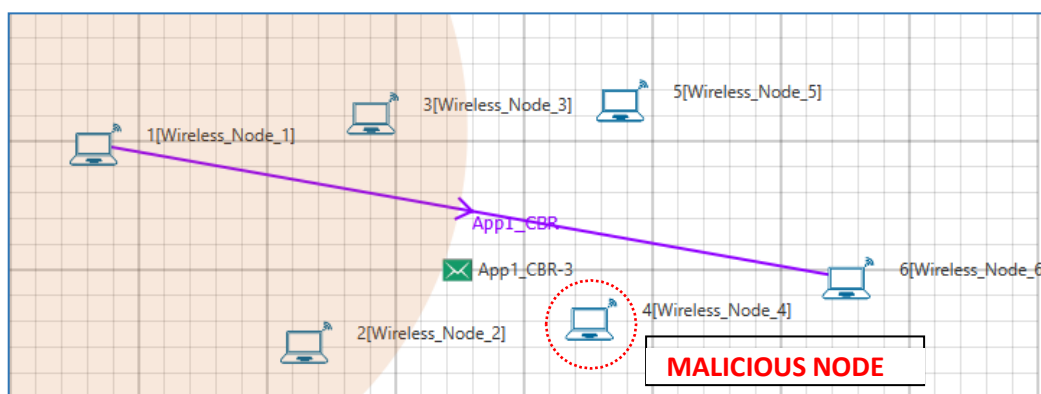 5[Wireless_Node_5]
3[Wireless_Node_3]
1[Wireless_Node_1]
App1_CBR
App1_CBR-3
6[Wireless_Node_6
4[Wireless_Node_4]
2[Wireless_Node_2]
MALICIOUS NODE